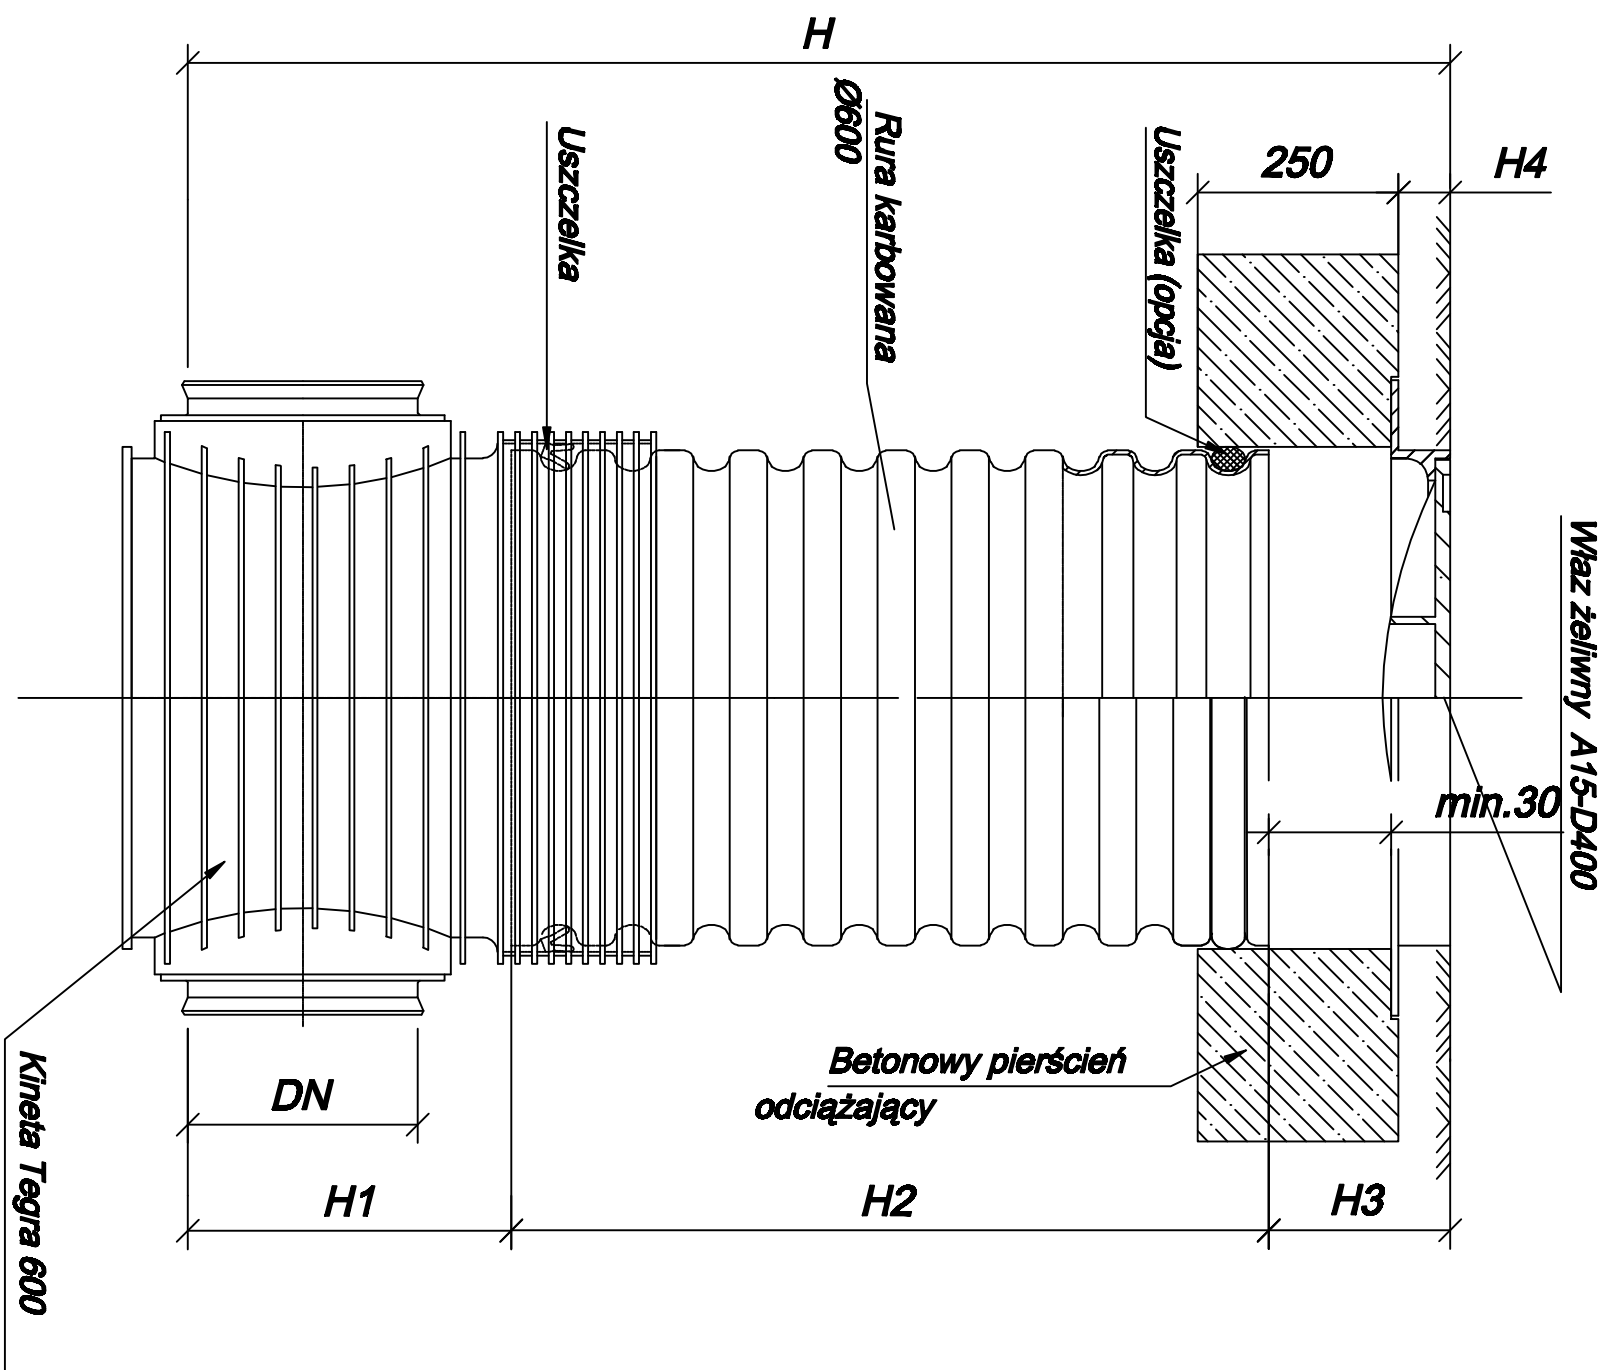 H
Rura karbowana
Ø600
Uszczelka
Uszczelka (opcja)
250
H4
Właz żeliwny A15-D400
min.30
Betonowy pierścień
odciążający
DN
H1
H2
H3
Kineta Tegra 600